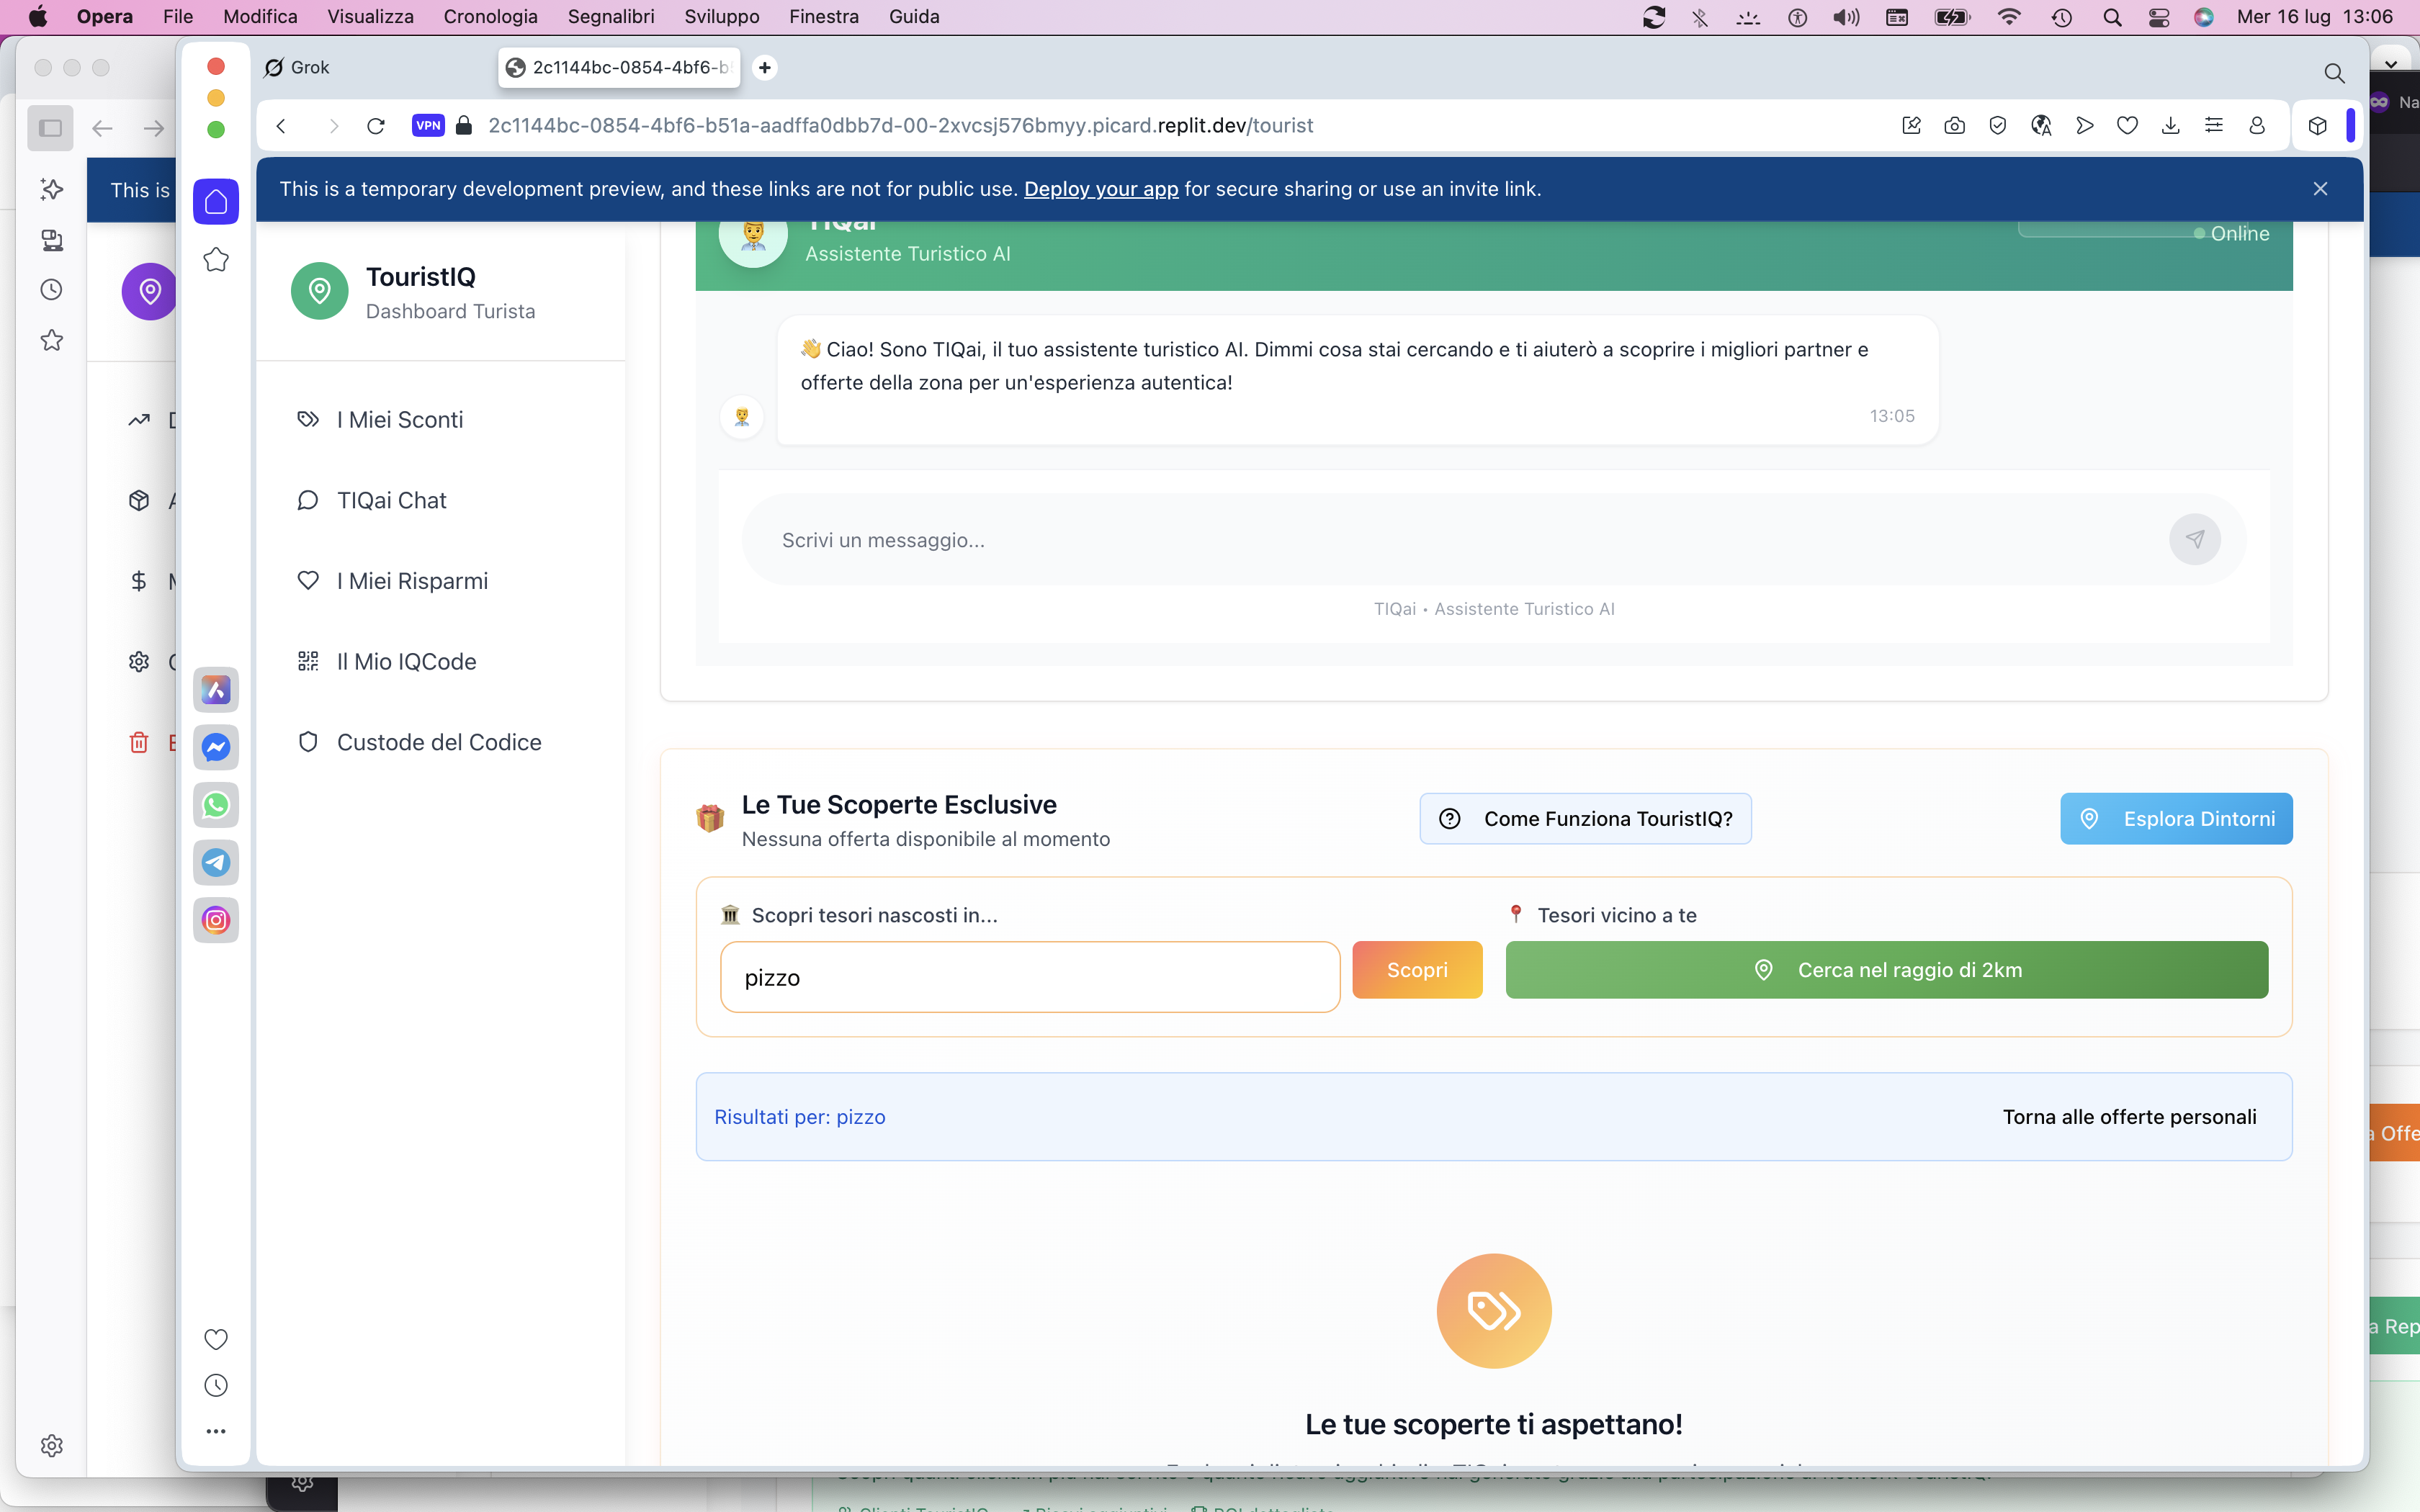 Opera File Modifica Visualizza Cronologia Segnalibri Sviluppo Finestra Guida Mer 16 lug 13:06
Grok 2c1144bc-0854-4bf6-b
VPN 2c1144bc-0854-4bf6-b51a-aadffa0dbb7d-00-2xvcsj576bmyy.picard.replit.dev/tourist
This is
This is a temporary development preview, and these links are not for public use. Deploy your app for secure sharing or use an invite link.
TouristIQ
Dashboard Turista
I Miei Sconti
TIQai Chat
I Miei Risparmi
Il Mio IQCode
Custode del Codice
TIQai
Assistente Turistico AI
Online
👋 Ciao! Sono TIQai, il tuo assistente turistico AI. Dimmi cosa stai cercando e ti aiuterò a scoprire i migliori partner e
offerte della zona per un'esperienza autentica!
13:05
Scrivi un messaggio...
TIQai • Assistente Turistico AI
Le Tue Scoperte Esclusive
Nessuna offerta disponibile al momento
Come Funziona TouristIQ?
Esplora Dintorni
Scopri tesori nascosti in...
pizzo
Scopri
Tesori vicino a te
Cerca nel raggio di 2km
Risultati per: pizzo
Torna alle offerte personali
Le tue scoperte ti aspettano!